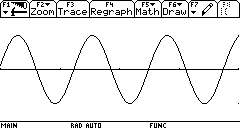 F1 F2 Zoom F3 Trace F4 Regraph F5 Math F6 Draw F7
MAIN RAD AUTO FUNC